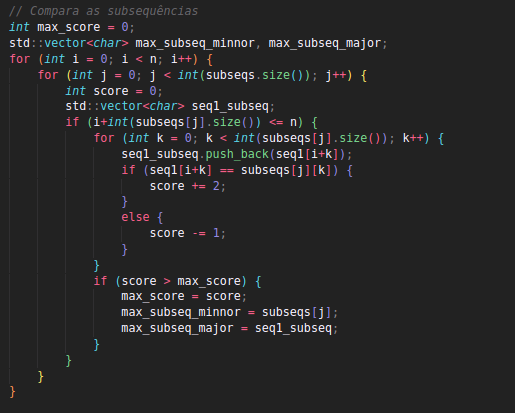 // Compara as subsequências
int max_score = 0;
std::vector<char> max_subseq_minnor, max_subseq_major;
for (int i = 0; i < n; i++) {
    for (int j = 0; j < int(subseqs.size()); j++) {
        int score = 0;
        std::vector<char> seq1_subseq;
        if (i+int(subseqs[j].size()) <= n) {
            for (int k = 0; k < int(subseqs[j].size()); k++) {
                seq1_subseq.push_back(seq1[i+k]);
                if (seq1[i+k] == subseqs[j][k]) {
                    score += 2;
                }
                else {
                    score -= 1;
                }
            }
            if (score > max_score) {
                max_score = score;
                max_subseq_minnor = subseqs[j];
                max_subseq_major = seq1_subseq;
            }
        }
    }
}